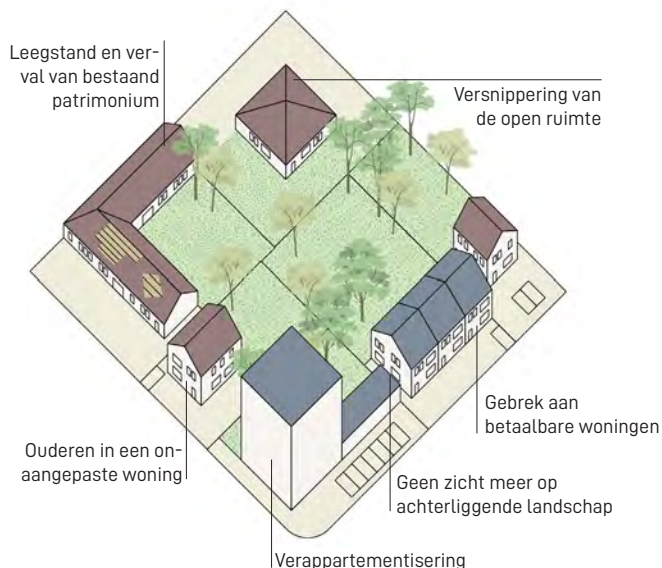 Leegstand en ver-
val van bestaand
patrimonium
Versnippering van
de open ruimte
Gebrek aan
betaalbare woningen
Ouderen in een on-
aangepaste woning
Geen zicht meer op
achterliggende landschap
Verappartementisering